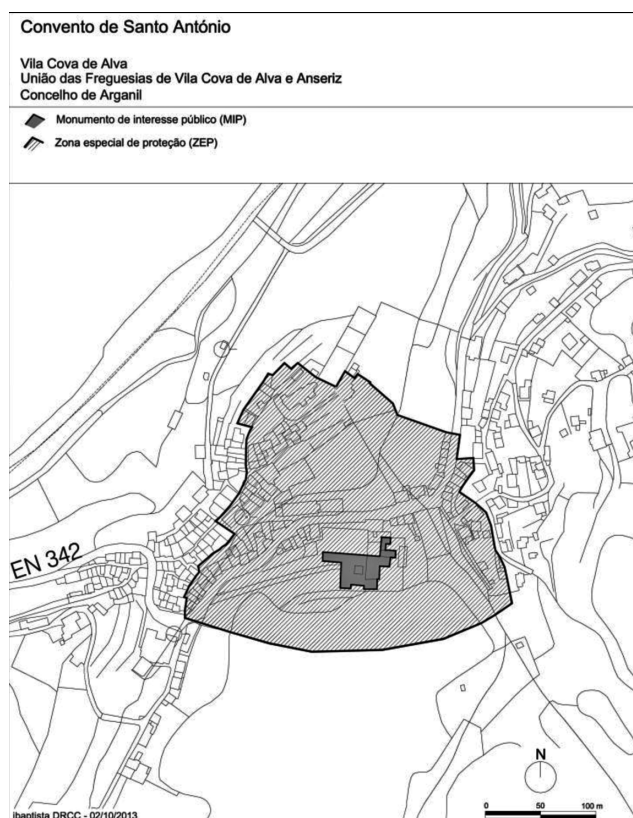 Convento de Santo António
Vila Cova de Alva
União das Freguesias de Vila Cova de Alva e Anseriz
Concelho de Arganil
Monumento de interesse público (MIP)
Zona especial de proteção (ZEP)
EN 342
N
0 50 100 m
jbaptista DRCC - 02/10/2013